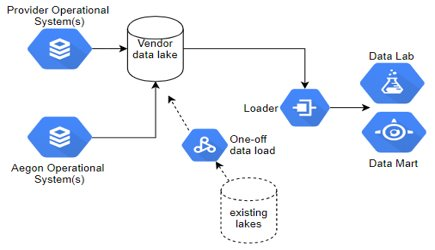 Provider Operational
System(s)
Vendor
data lake
Data Lab
Loader
One-off
data load
Aegon Operational
System(s)
Data Mart
existing
lakes